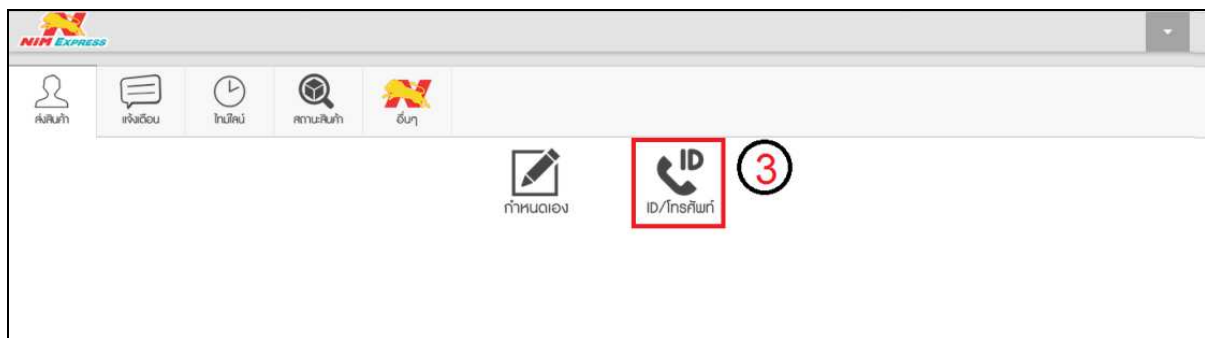 NIM EXPRESS
ส่งสินค้า
แจ้งเตือน
ไทม์ไลน์
สถานะสินค้า
อื่นๆ
กำหนดเอง
ID
ID/โทรศัพท์
3